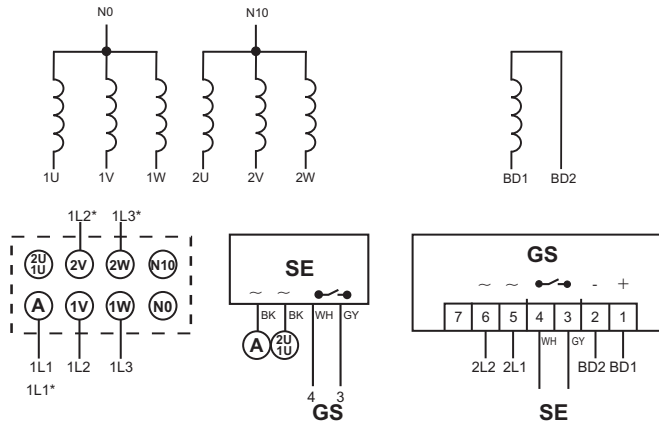 N0 N10
1U 1V 1W 2U 2V 2W BD1 BD2
1L2* 1L3*
2U 1U 2V 2W N10
A 1V 1W N0
1L1 1L2 1L3
1L1*
SE
~ ~
BK BK WH GY
A 2U 1U
4 3
GS
GS
~ ~ - +
7 6 5 4 3 2 1
WH GY
2L2 2L1 BD2 BD1
SE